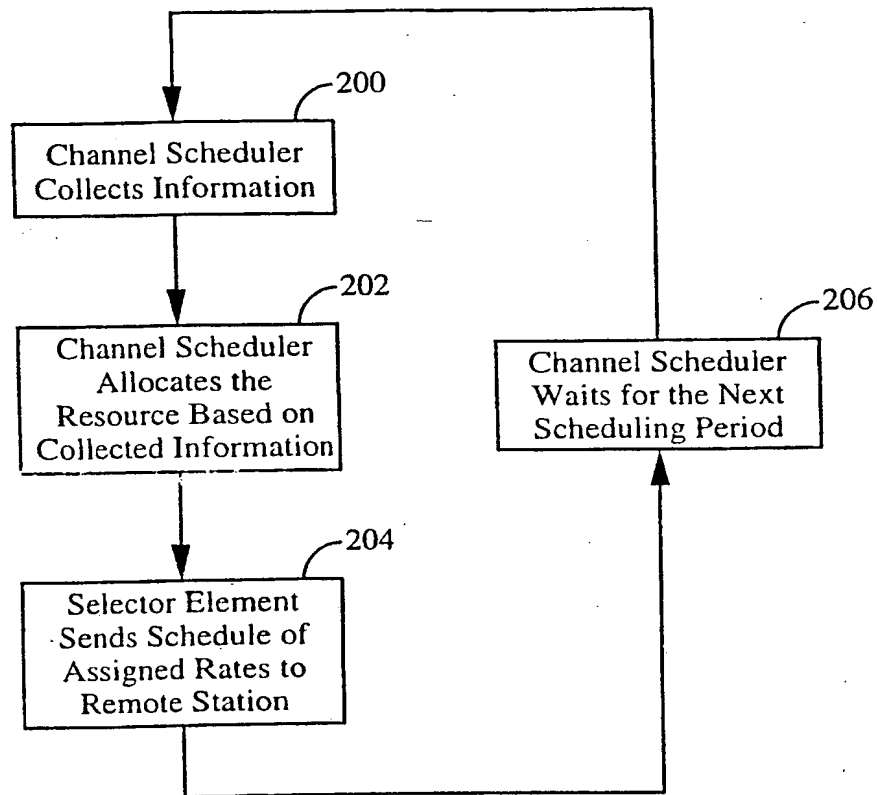 200
Channel Scheduler
Collects Information
202
Channel Scheduler
Allocates the
Resource Based on
Collected Information
204
Selector Element
Sends Schedule of
Assigned Rates to
Remote Station
206
Channel Scheduler
Waits for the Next
Scheduling Period